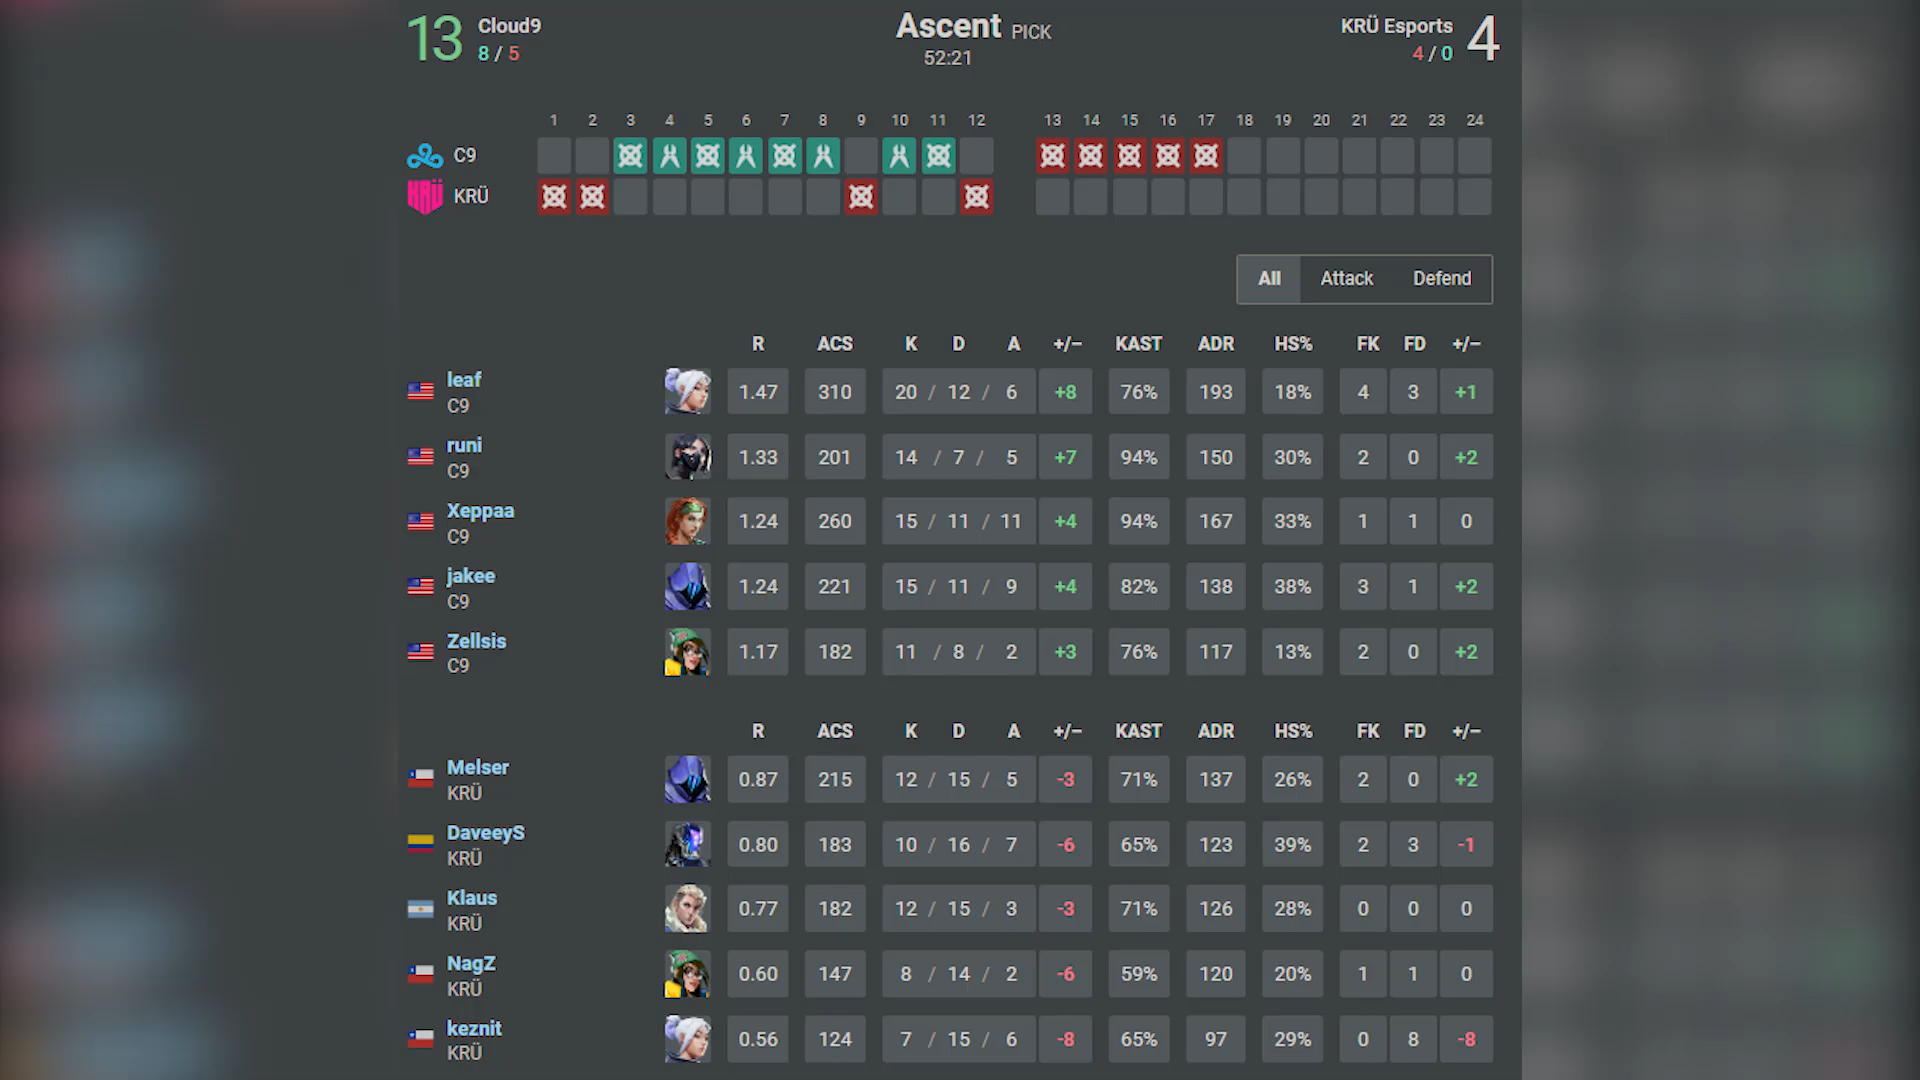 13 Cloud9 Ascent PICK KRÜ Esports 4
8 / 5 52:21 4 / 0
1 2 3 4 5 6 7 8 9 10 11 12 13 14 15 16 17 18 19 20 21 22 23 24
C9
KRÜ KRÜ
All Attack Defend
R ACS K D A +/– KAST ADR HS% FK FD +/–
leaf C9 1.47 310 20 / 12 / 6 +8 76% 193 18% 4 3 +1
runi C9 1.33 201 14 / 7 / 5 +7 94% 150 30% 2 0 +2
Xeppaa C9 1.24 260 15 / 11 / 11 +4 94% 167 33% 1 1 0
jakee C9 1.24 221 15 / 11 / 9 +4 82% 138 38% 3 1 +2
Zellsis C9 1.17 182 11 / 8 / 2 +3 76% 117 13% 2 0 +2
R ACS K D A +/– KAST ADR HS% FK FD +/–
Melser KRÜ 0.87 215 12 / 15 / 5 -3 71% 137 26% 2 0 +2
DaveeyS KRÜ 0.80 183 10 / 16 / 7 -6 65% 123 39% 2 3 -1
Klaus KRÜ 0.77 182 12 / 15 / 3 -3 71% 126 28% 0 0 0
NagZ KRÜ 0.60 147 8 / 14 / 2 -6 59% 120 20% 1 1 0
keznit KRÜ 0.56 124 7 / 15 / 6 -8 65% 97 29% 0 8 -8